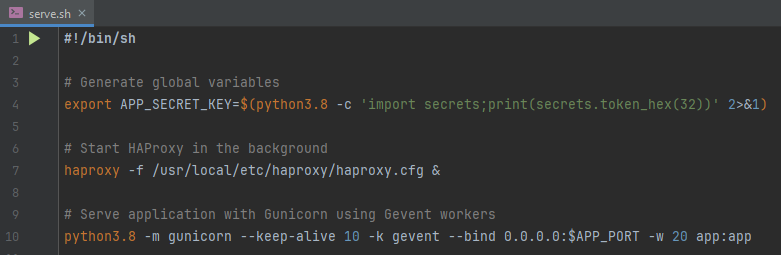 serve.sh ×
1 #!/bin/sh
2
3 # Generate global variables
4 export APP_SECRET_KEY=$(python3.8 -c 'import secrets;print(secrets.token_hex(32))' 2>&1)
5
6 # Start HAProxy in the background
7 haproxy -f /usr/local/etc/haproxy/haproxy.cfg &
8
9 # Serve application with Gunicorn using Gevent workers
10 python3.8 -m gunicorn --keep-alive 10 -k gevent --bind 0.0.0.0:$APP_PORT -w 20 app:app